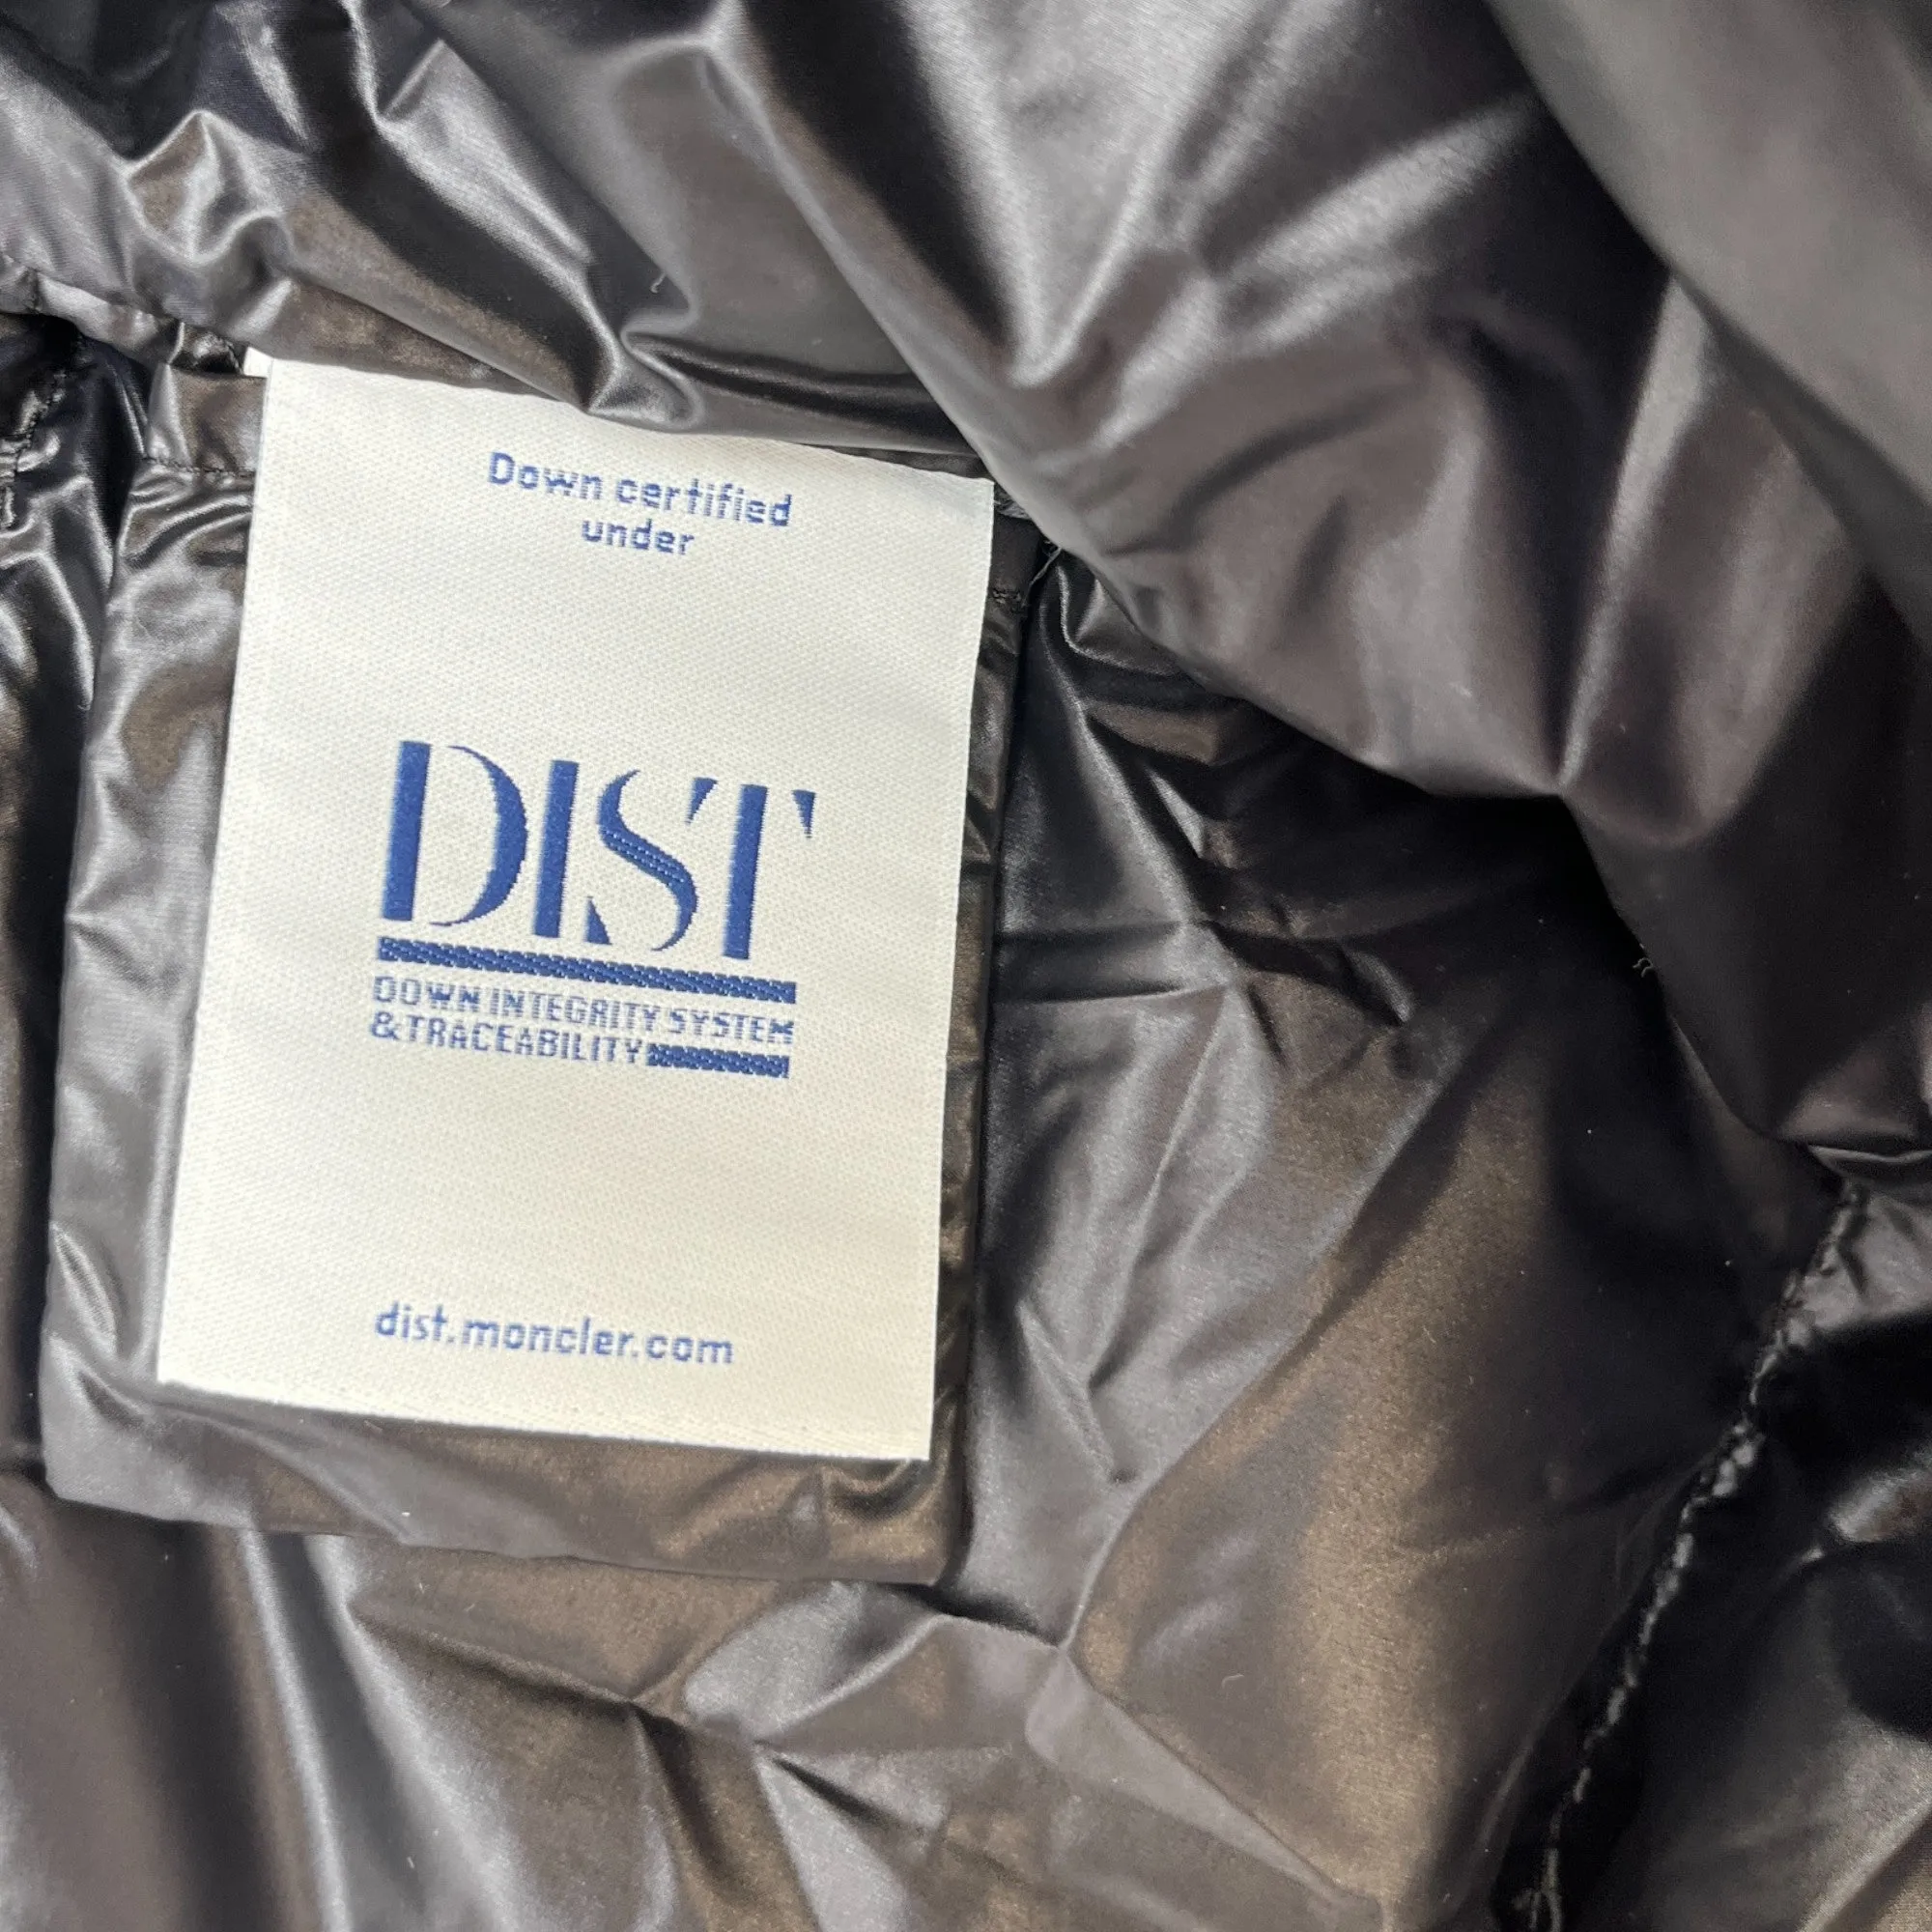 Down certified
under
DIST
DOWN INTEGRITY SYSTEM
&TRACEABILITY
dist.moncler.com